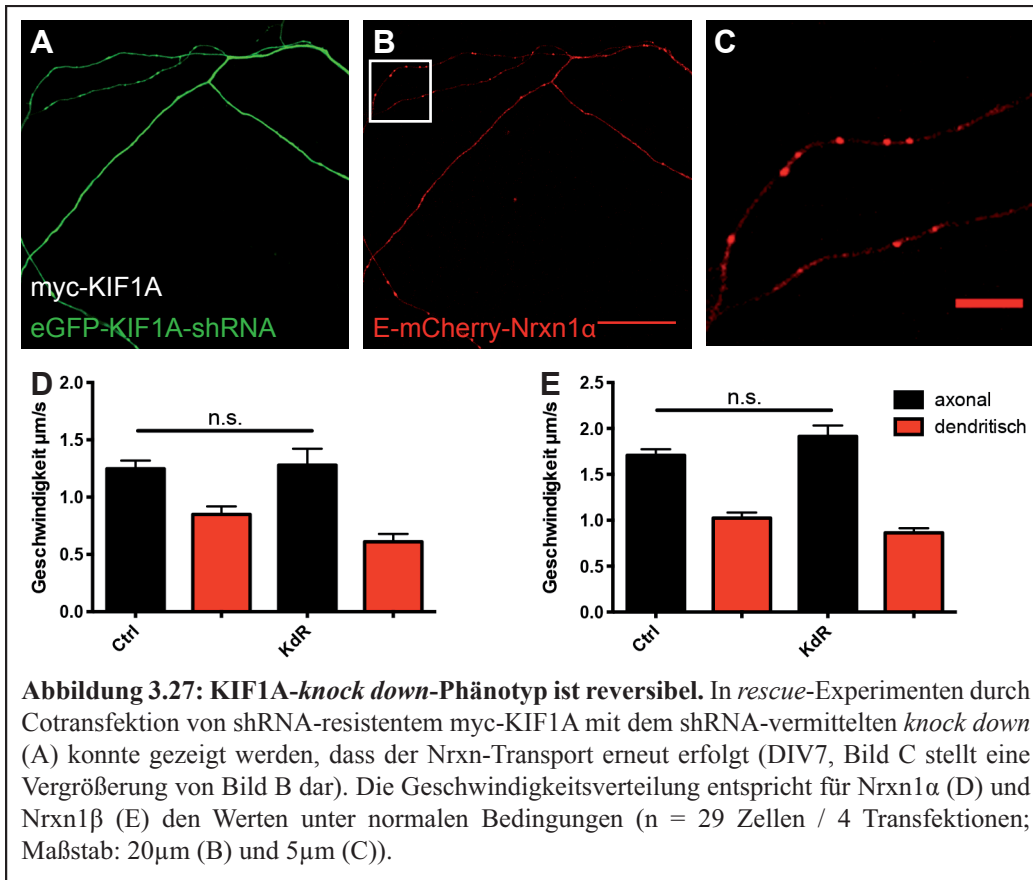 A
B
C
myc-KIF1A
eGFP-KIF1A-shRNA
E-mCherry-Nrxn1α
D
Geschwindigkeit µm/s
2.0
1.5
1.0
0.5
0.0
n.s.
Ctrl
KdR
E
Geschwindigkeit µm/s
2.5
2.0
1.5
1.0
0.5
0.0
n.s.
Ctrl
KdR
axonal
dendritisch
Abbildung 3.27: KIF1A-knock down-Phänotyp ist reversibel. In rescue-Experimenten durch
Cotransfektion von shRNA-resistentem myc-KIF1A mit dem shRNA-vermittelten knock down
(A) konnte gezeigt werden, dass der Nrxn-Transport erneut erfolgt (DIV7, Bild C stellt eine
Vergrößerung von Bild B dar). Die Geschwindigkeitsverteilung entspricht für Nrxn1α (D) und
Nrxn1β (E) den Werten unter normalen Bedingungen (n = 29 Zellen / 4 Transfektionen;
Maßstab: 20µm (B) und 5µm (C)).